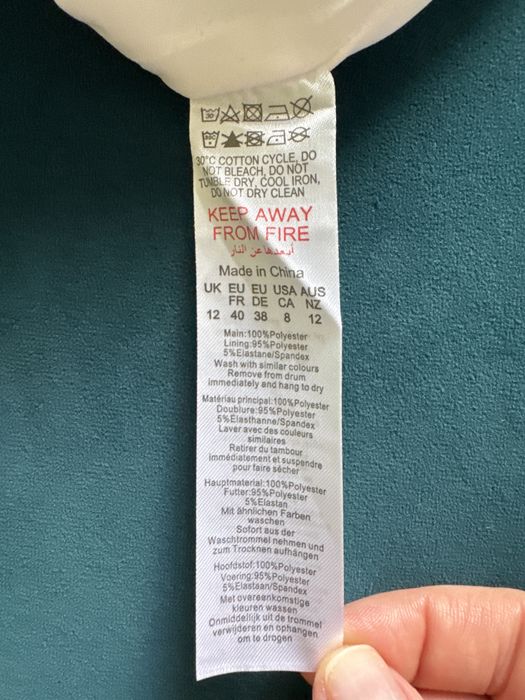 30°C COTTON CYCLE, DO
NOT BLEACH, DO NOT
TUMBLE DRY, COOL IRON,
DO NOT DRY CLEAN
KEEP AWAY
FROM FIRE
أبعدها عن النار
Made in China
UK EU EU USA AUS
FR DE CA NZ
12 40 38 8 12
Main:100%Polyester
Lining:95%Polyester
5%Elastane/Spandex
Wash with similar colours
Remove from drum
immediately and hang to dry
Matériau principal:100%Polyester
Doublure:95%Polyester
5%Elasthanne/Spandex
Laver avec des couleurs
similaires
Retirer du tambour
immédiatement et suspendre
pour faire sécher
Hauptmaterial:100%Polyester
Futter:95%Polyester
5%Elastan
Mit ähnlichen Farben
waschen
Sofort aus der
Waschtrommel nehmen und
zum Trocknen aufhängen
Hoofdstof:100%Polyester
Voering:95%Polyester
5%Elastaan/Spandex
Met overeenkomstige
kleuren wassen
Onmiddellijk uit de trommel
verwijderen en ophangen
om te drogen